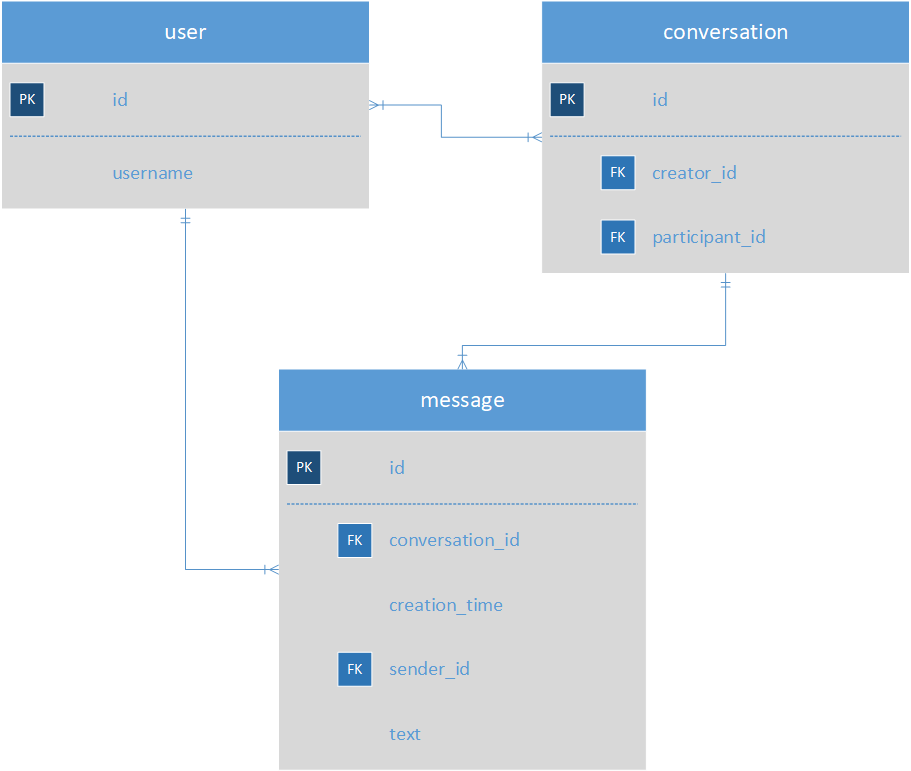 user
PK id
username
conversation
PK id
FK creator_id
FK participant_id
message
PK id
FK conversation_id
creation_time
FK sender_id
text